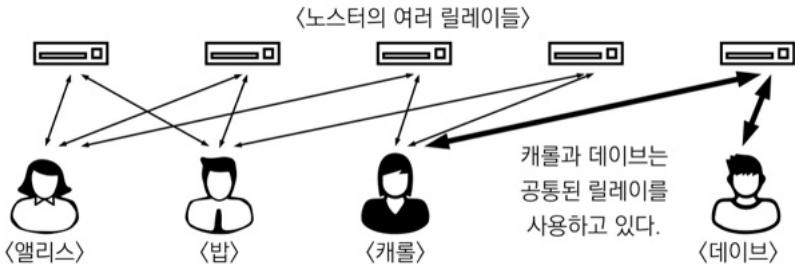 〈노스터의 여러 릴레이들〉
캐롤과 데이브는
공통된 릴레이를
사용하고 있다.
〈앨리스〉
〈밥〉
〈캐롤〉
〈데이브〉